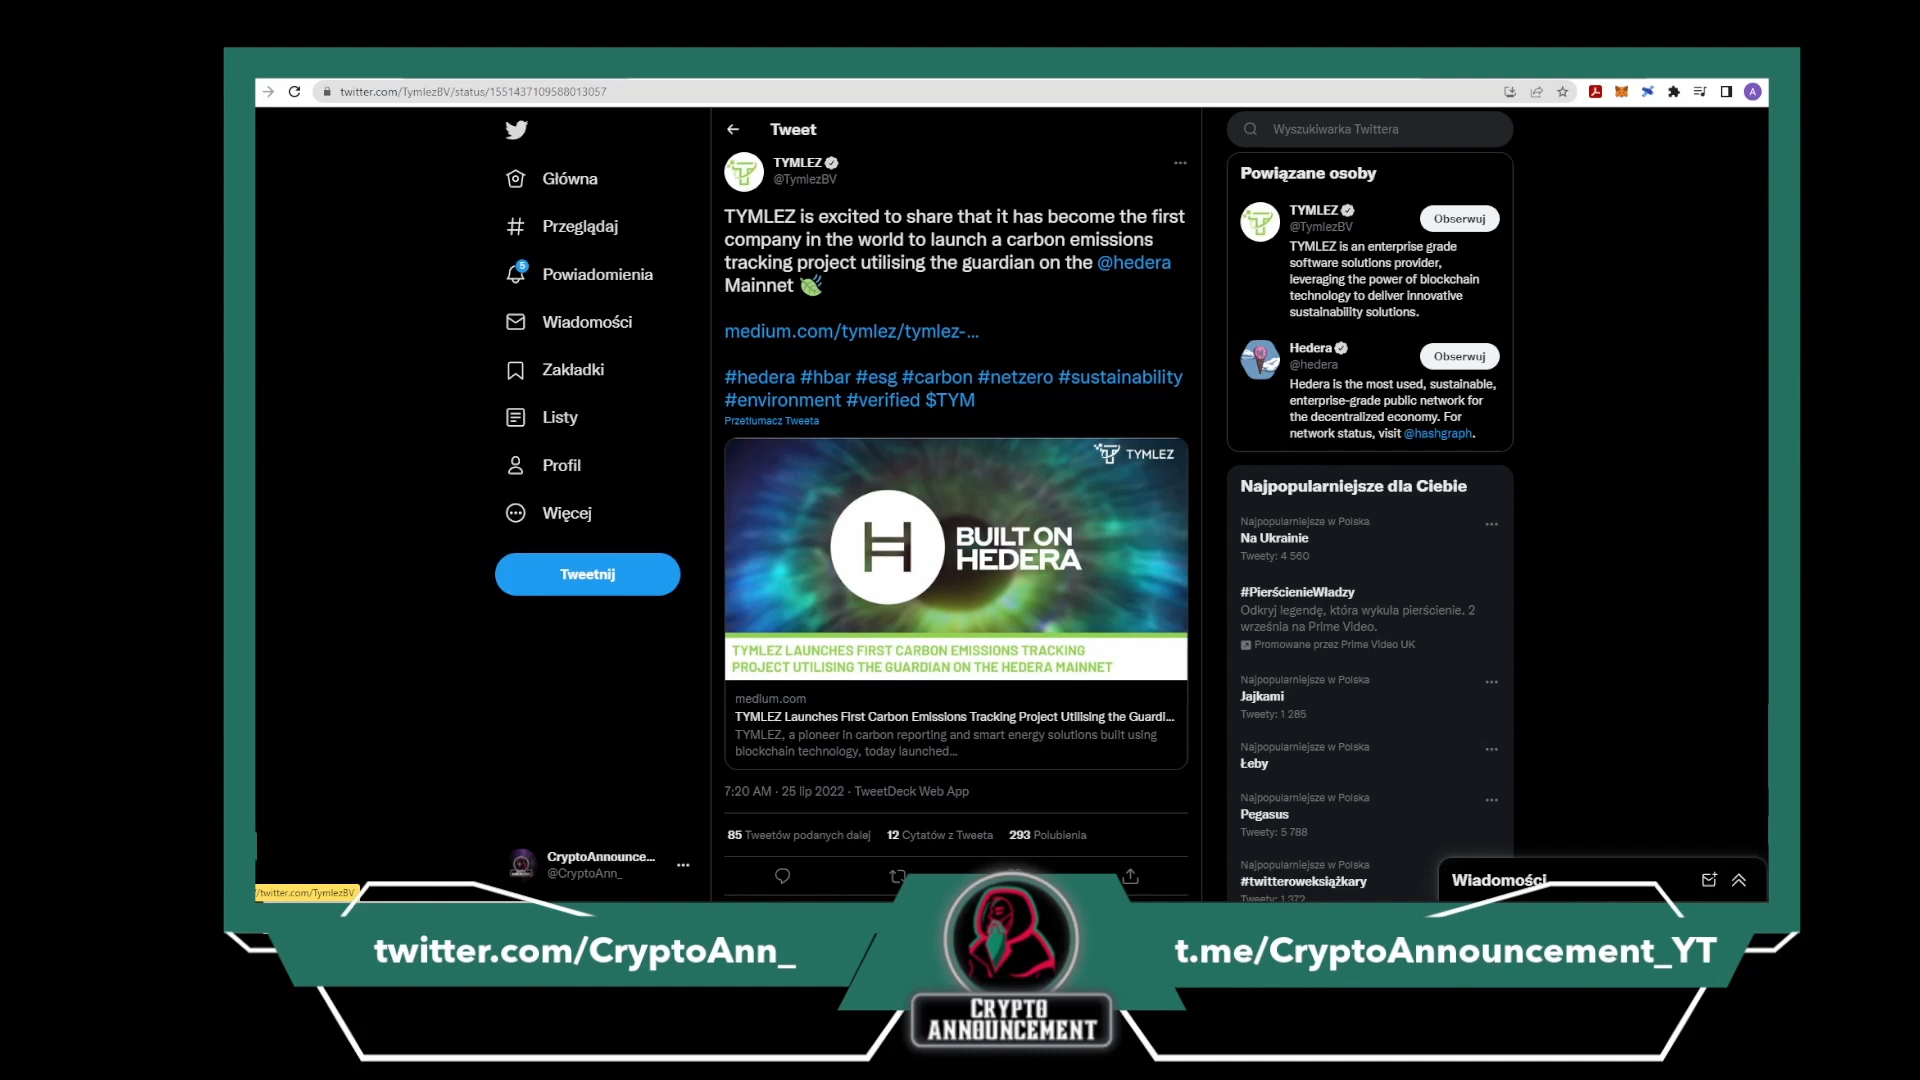 twitter.com/TymlezBV/status/1551437109588013057
A
Główna
Przeglądaj
5
Powiadomienia
Wiadomości
Zakładki
Listy
Profil
Więcej
Tweetnij
CryptoAnnounce...
@CryptoAnn_
Tweet
TYMLEZ
@TymlezBV
TYMLEZ is excited to share that it has become the first
company in the world to launch a carbon emissions
tracking project utilising the guardian on the @hedera
Mainnet
medium.com/tymlez/tymlez-...
#hedera #hbar #esg #carbon #netzero #sustainability
#environment #verified $TYM
Przetłumacz Tweeta
TYMLEZ
H
BUILT ON
HEDERA
TYMLEZ LAUNCHES FIRST CARBON EMISSIONS TRACKING
PROJECT UTILISING THE GUARDIAN ON THE HEDERA MAINNET
medium.com
TYMLEZ Launches First Carbon Emissions Tracking Project Utilising the Guardi...
TYMLEZ, a pioneer in carbon reporting and smart energy solutions built using
blockchain technology, today launched...
7:20 AM · 25 lip 2022 · TweetDeck Web App
85 Tweetów podanych dalej 12 Cytatów z Tweeta 293 Polubienia
Wyszukiwarka Twittera
Powiązane osoby
TYMLEZ
@TymlezBV
Obserwuj
TYMLEZ is an enterprise grade
software solutions provider,
leveraging the power of blockchain
technology to deliver innovative
sustainability solutions.
Hedera
@hedera
Obserwuj
Hedera is the most used, sustainable,
enterprise-grade public network for
the decentralized economy. For
network status, visit @hashgraph.
Najpopularniejsze dla Ciebie
Najpopularniejsze w Polska
Na Ukrainie
Tweety: 4 560
#PierścienieWładzy
Odkryj legendę, która wykuła pierścienie. 2
września na Prime Video.
Promowane przez Prime Video UK
Najpopularniejsze w Polska
Jajkami
Tweety: 1 285
Najpopularniejsze w Polska
Łeby
Najpopularniejsze w Polska
Pegasus
Tweety: 5 788
Najpopularniejsze w Polska
#twitteroweksiążkary
Tweety: 1 372
Wiadomości
/twitter.com/TymlezBV
twitter.com/CryptoAnn_
CRYPTO
ANNOUNCEMENT
t.me/CryptoAnnouncement_YT